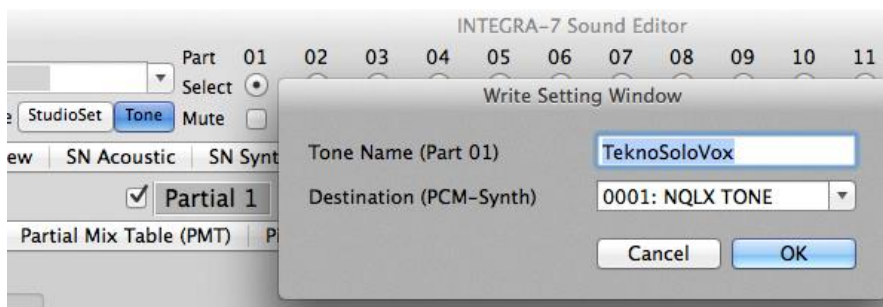 INTEGRA-7 Sound Editor
Part 01 02 03 04 05 06 07 08 09 10 11
Select
StudioSet Tone Mute
Write Setting Window
ew SN Acoustic SN Synt
Tone Name (Part 01) TeknoSoloVox
Partial 1
Destination (PCM-Synth) 0001: NQLX TONE
Partial Mix Table (PMT) Pi
Cancel OK